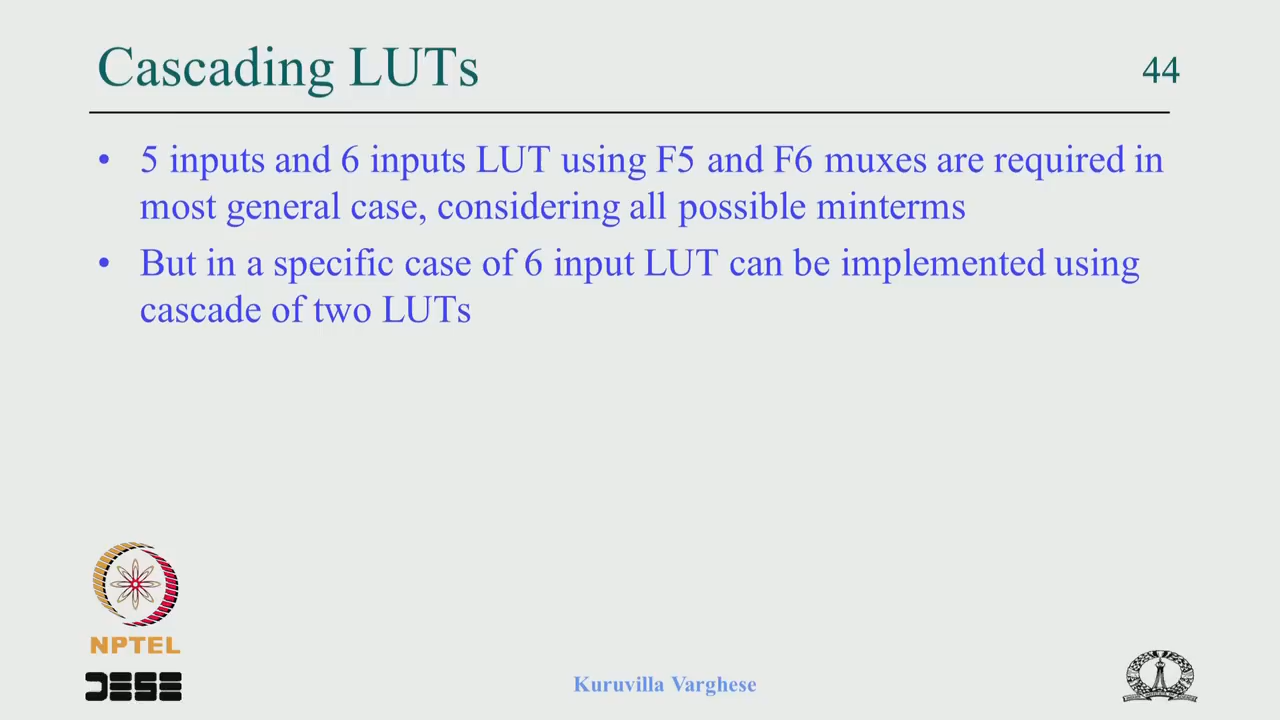 Cascading LUTs
44
• 5 inputs and 6 inputs LUT using F5 and F6 muxes are required in
most general case, considering all possible minterms
• But in a specific case of 6 input LUT can be implemented using
cascade of two LUTs
NPTEL
DESE
Kuruvilla Varghese